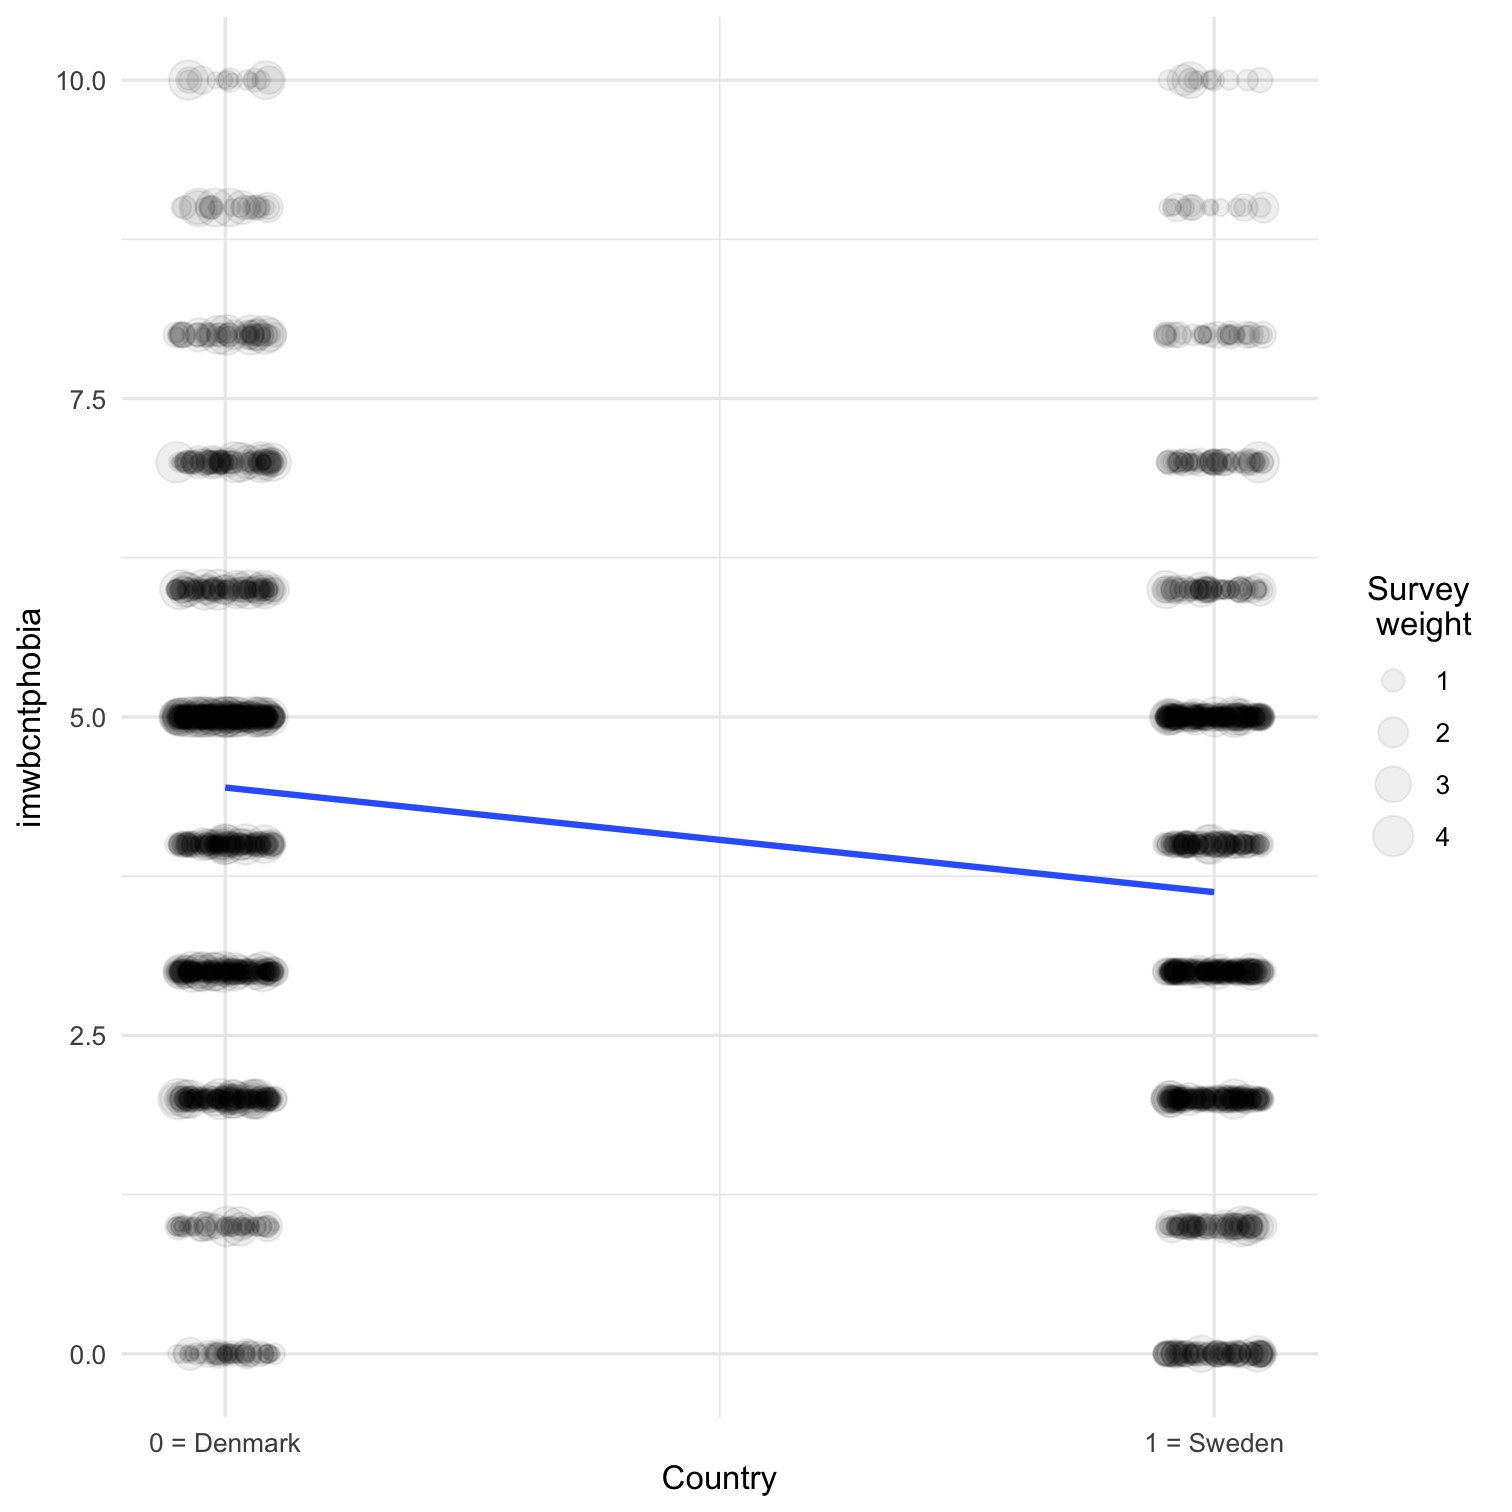 imwbcntphobia
10.0
7.5
5.0
2.5
0.0
0 = Denmark
1 = Sweden
Country
Survey
weight
1
2
3
4